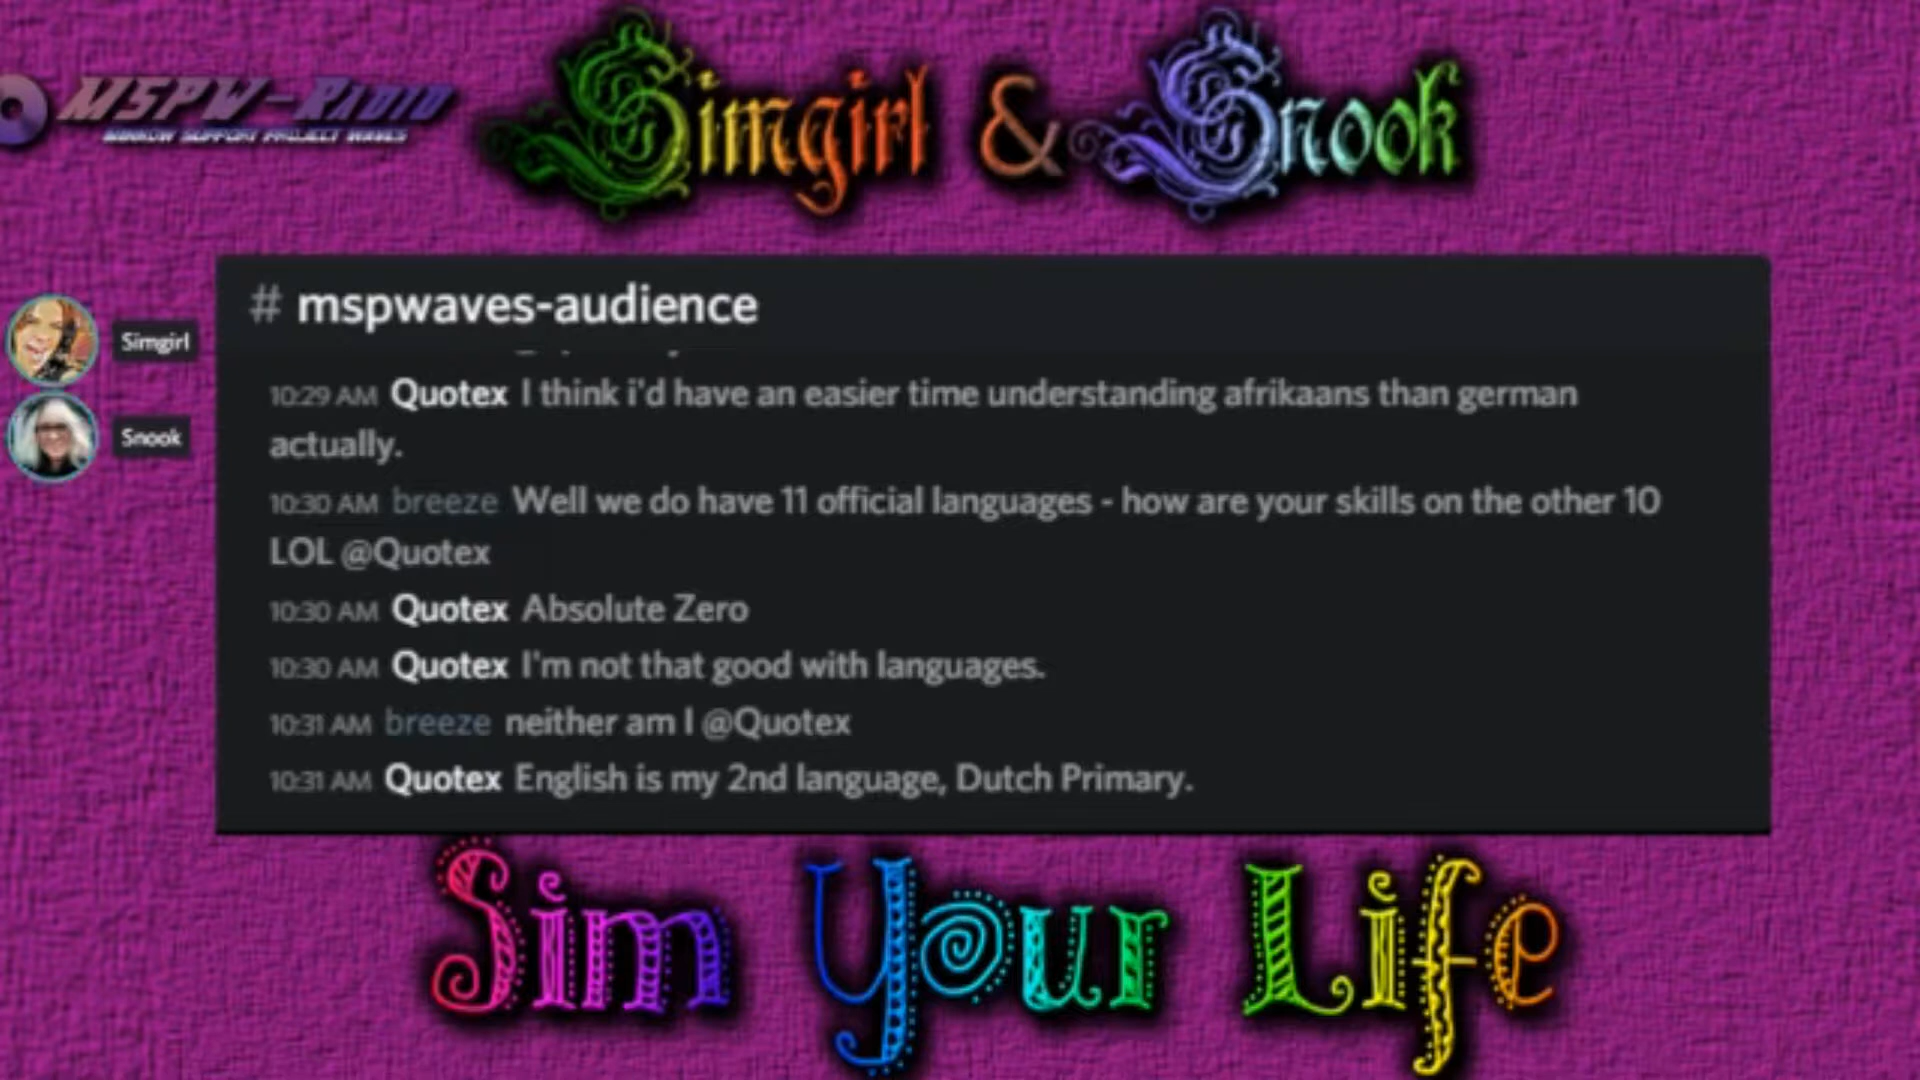 MSPW-Radio
MINNOW SUPPORT PROJECT WAVES
Simgirl & Snook
# mspwaves-audience
Simgirl
Snook
10:29 AM Quotex I think i'd have an easier time understanding afrikaans than german
actually.
10:30 AM breeze Well we do have 11 official languages - how are your skills on the other 10
LOL @Quotex
10:30 AM Quotex Absolute Zero
10:30 AM Quotex I'm not that good with languages.
10:31 AM breeze neither am I @Quotex
10:31 AM Quotex English is my 2nd language, Dutch Primary.
Sim Your Life